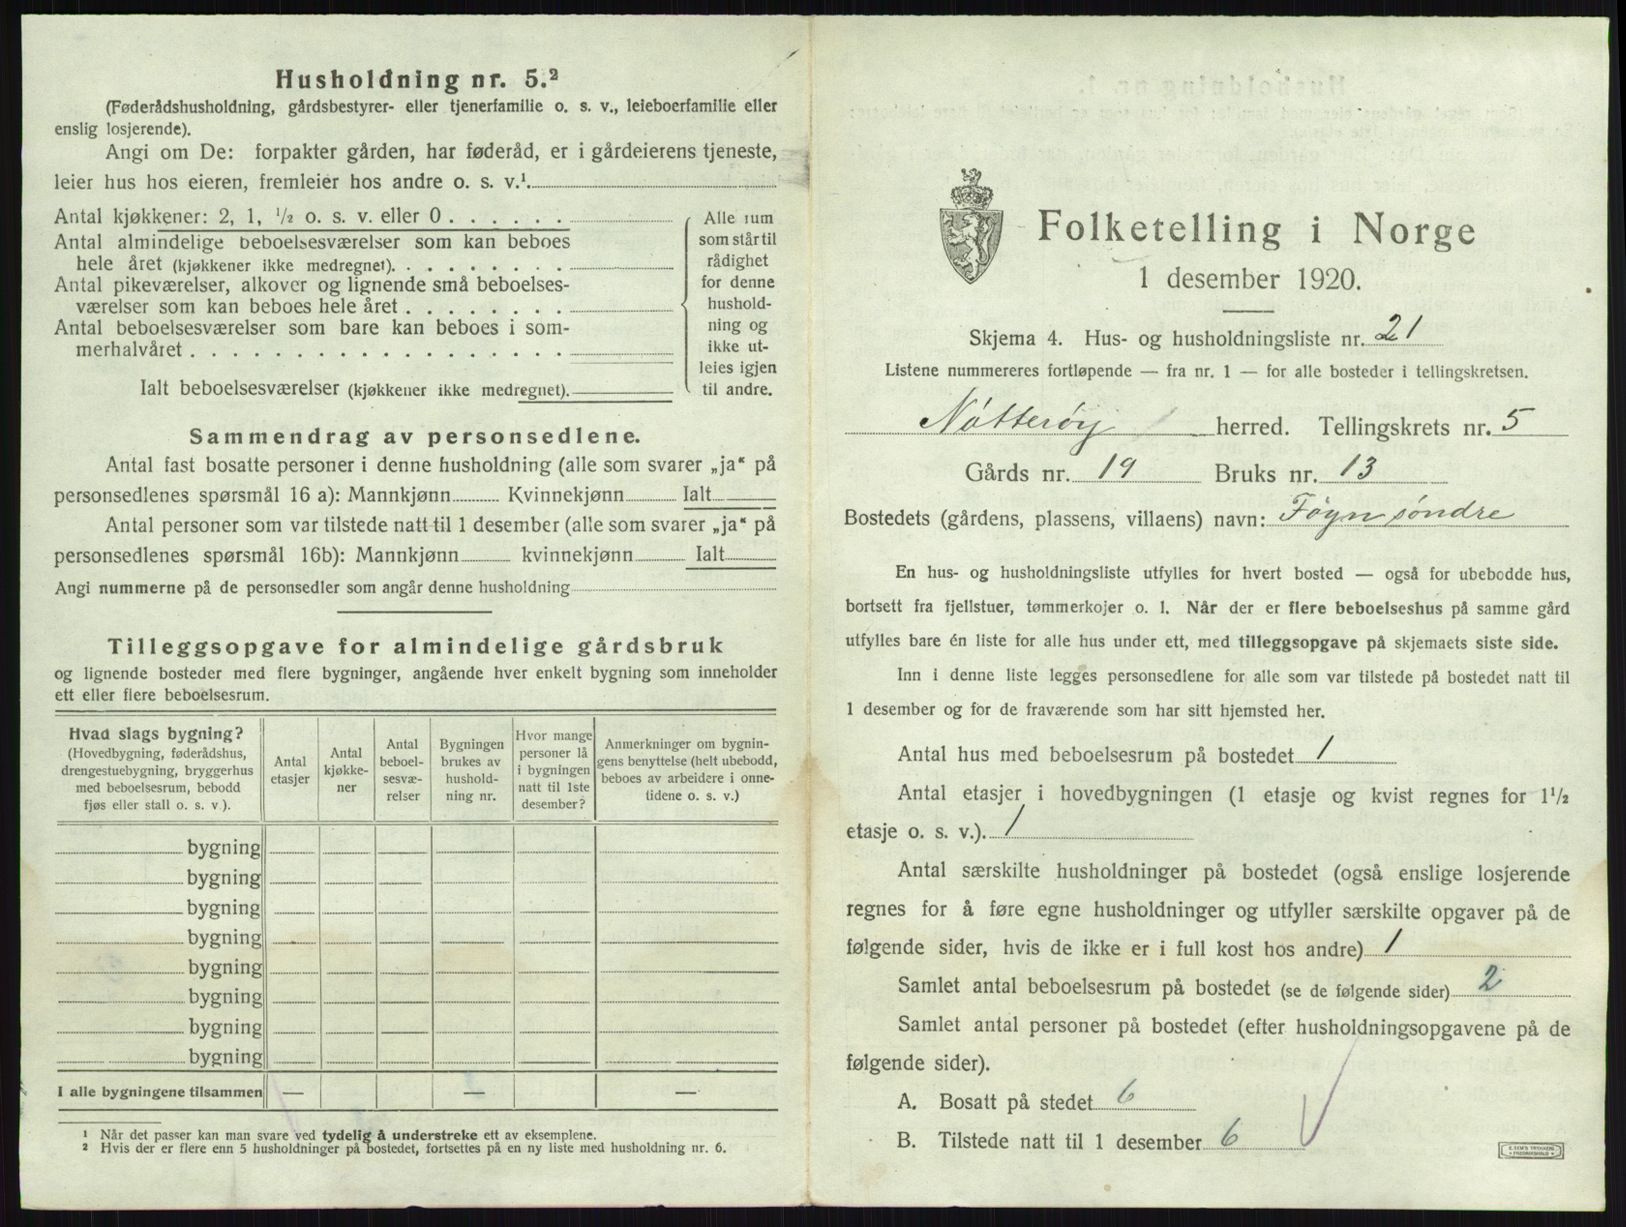 Husholdning nr. 5.²
(Føderådshusholdning, gårdsbestyrer- eller tjenerfamilie o. s. v., leieboerfamilie eller
enslig losjerende).
Angi om De: forpakter gården, har føderåd, er i gårdeierens tjeneste,
leier hus hos eieren, fremleier hos andre o. s. v.¹
Antal kjøkkener: 2, 1, ½ o. s. v. eller 0 . . . . . .
Antal almindelige beboelsesværelser som kan beboes
hele året (kjøkkener ikke medregnet). . . . . . . . .
Antal pikeværelser, alkover og lignende små beboelses-
værelser som kan beboes hele året . . . . . . . .
Antal beboelsesværelser som bare kan beboes i som-
merhalvåret . . . . . . . . . . . . . . . . . .
Ialt beboelsesværelser (kjøkkener ikke medregnet).
Alle rum
som står til
rådighet
for denne
hushold-
ning og
ikke ut-
leies igjen
til andre.
Sammendrag av personsedlene.
Antal fast bosatte personer i denne husholdning (alle som svarer „ja“ på
personsedlenes spørsmål 16 a): Mannkjønn Kvinnekjønn Ialt
Antal personer som var tilstede natt til 1 desember (alle som svarer „ja“ på
personsedlenes spørsmål 16b): Mannkjønn kvinnekjønn Ialt
Angi nummerne på de personsedler som angår denne husholdning
Tilleggsopgave for almindelige gårdsbruk
og lignende bosteder med flere bygninger, angående hver enkelt bygning som inneholder
ett eller flere beboelsesrum.
Hvad slags bygning?
(Hovedbygning, føderådshus,
drengestuebygning, bryggerhus
med beboelsesrum, bebodd
fjøs eller stall o. s. v.).
Antal
etasjer
Antal
kjøkke-
ner
Antal
beboel-
sesvæ-
relser
Bygningen
brukes av
hushold-
ning nr.
Hvor mange
personer lå
i bygningen
natt til 1ste
desember?
Anmerkninger om bygnin-
gens benyttelse (helt ubebodd,
beboes av arbeidere i onne-
tidene o. s. v.)
bygning
bygning
bygning
bygning
bygning
bygning
bygning
bygning
I alle bygningene tilsammen — — —
¹ Når det passer kan man svare ved tydelig å understreke ett av eksemplene.
² Hvis der er flere enn 5 husholdninger på bostedet, fortsettes på en ny liste med husholdning nr. 6.
Folketelling i Norge
1 desember 1920.
Skjema 4. Hus- og husholdningsliste nr. 21
Listene nummereres fortløpende — fra nr. 1 — for alle bosteder i tellingskretsen.
Nøtterøy herred. Tellingskrets nr. 5
Gårds nr. 19 Bruks nr. 13
Bostedets (gårdens, plassens, villaens) navn: Föyn söndre
En hus- og husholdningsliste utfylles for hvert bosted — også for ubebodde hus,
bortsett fra fjellstuer, tømmerkojer o. l. Når der er flere beboelseshus på samme gård
utfylles bare én liste for alle hus under ett, med tilleggsopgave på skjemaets siste side.
Inn i denne liste legges personsedlene for alle som var tilstede på bostedet natt til
1 desember og for de fraværende som har sitt hjemsted her.
Antal hus med beboelsesrum på bostedet 1
Antal etasjer i hovedbygningen (1 etasje og kvist regnes for 1½
etasje o. s. v.). 1
Antal særskilte husholdninger på bostedet (også enslige losjerende
regnes for å føre egne husholdninger og utfyller særskilte opgaver på de
følgende sider, hvis de ikke er i full kost hos andre) 1
Samlet antal beboelsesrum på bostedet (se de følgende sider) 2
Samlet antal personer på bostedet (efter husholdningsopgavene på de
følgende sider).
A. Bosatt på stedet 6
B. Tilstede natt til 1 desember 6